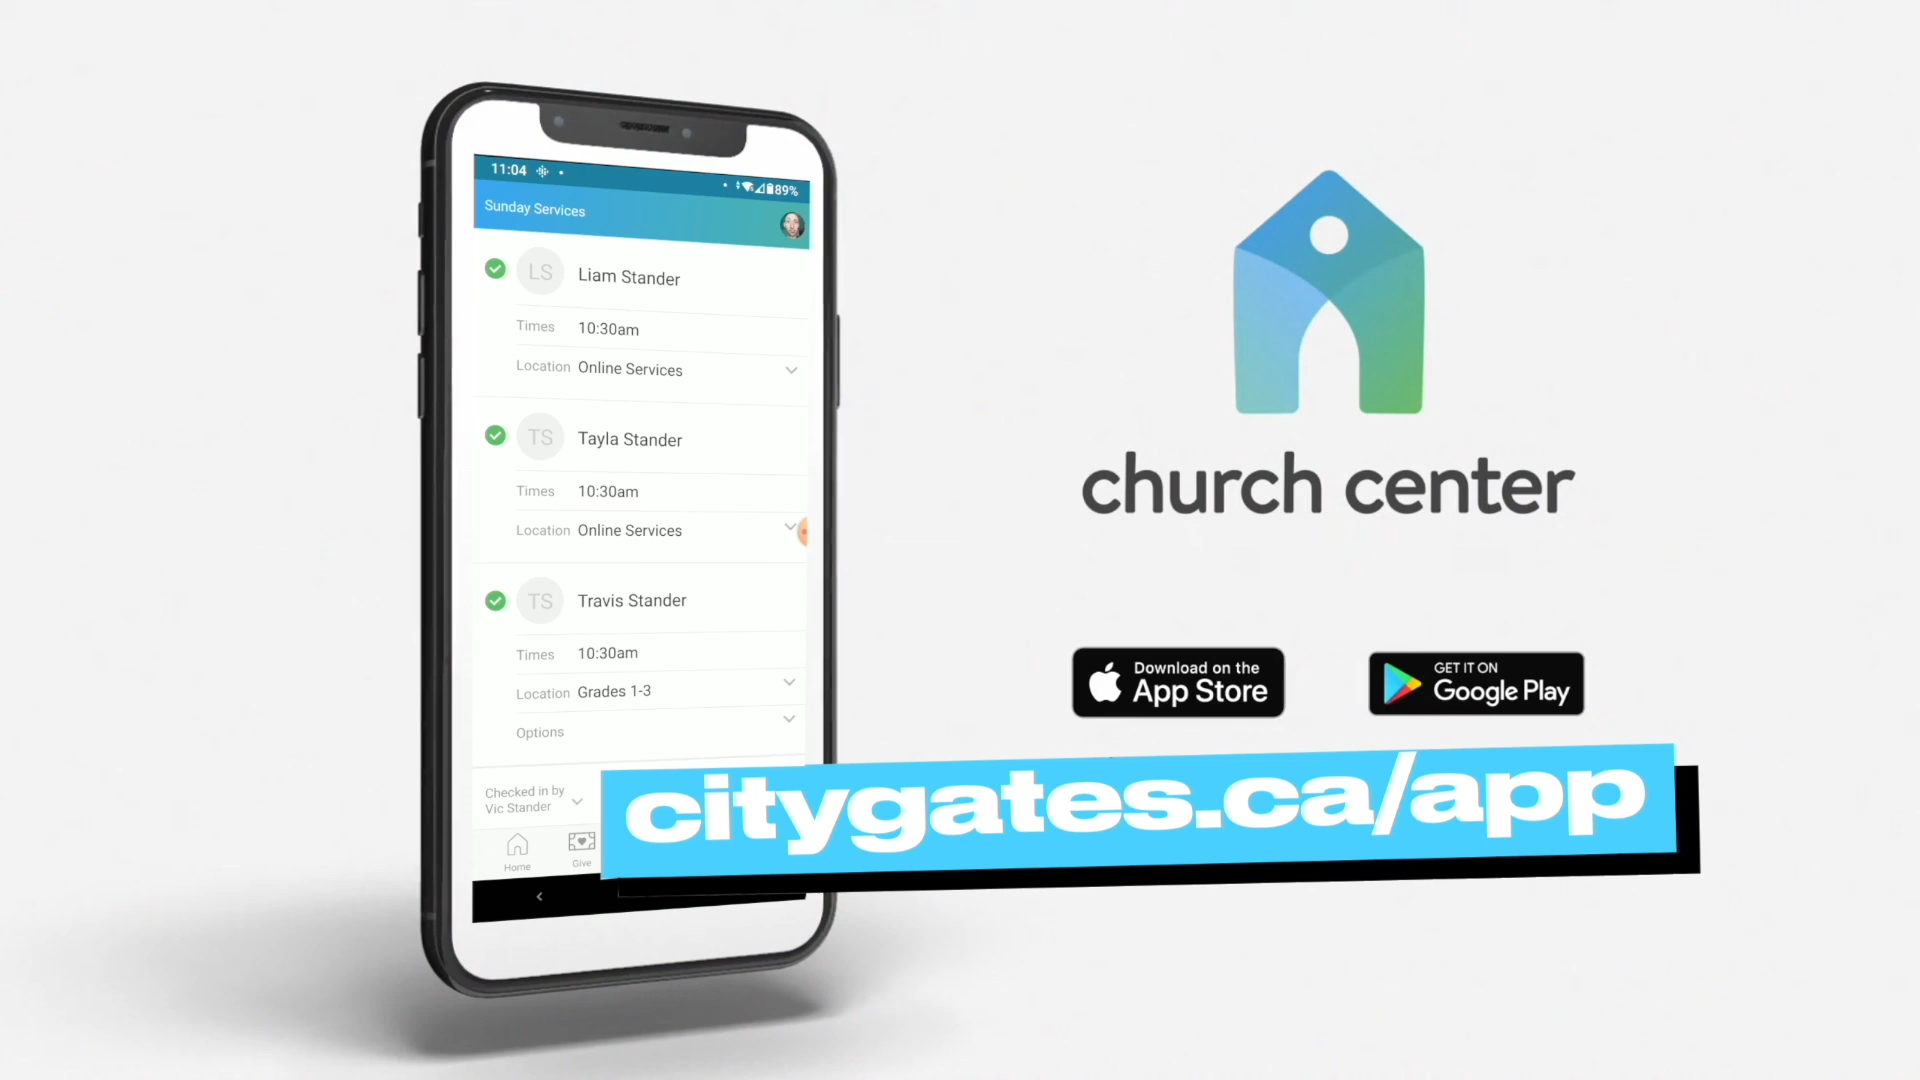 11:04
89%
Sunday Services
LS
Liam Stander
Times 10:30am
Location Online Services
TS
Tayla Stander
Times 10:30am
Location Online Services
TS
Travis Stander
Times 10:30am
Location Grades 1-3
Options
Checked in by
Vic Stander
Home
Give
church center
Download on the
App Store
GET IT ON
Google Play
citygates.ca/app